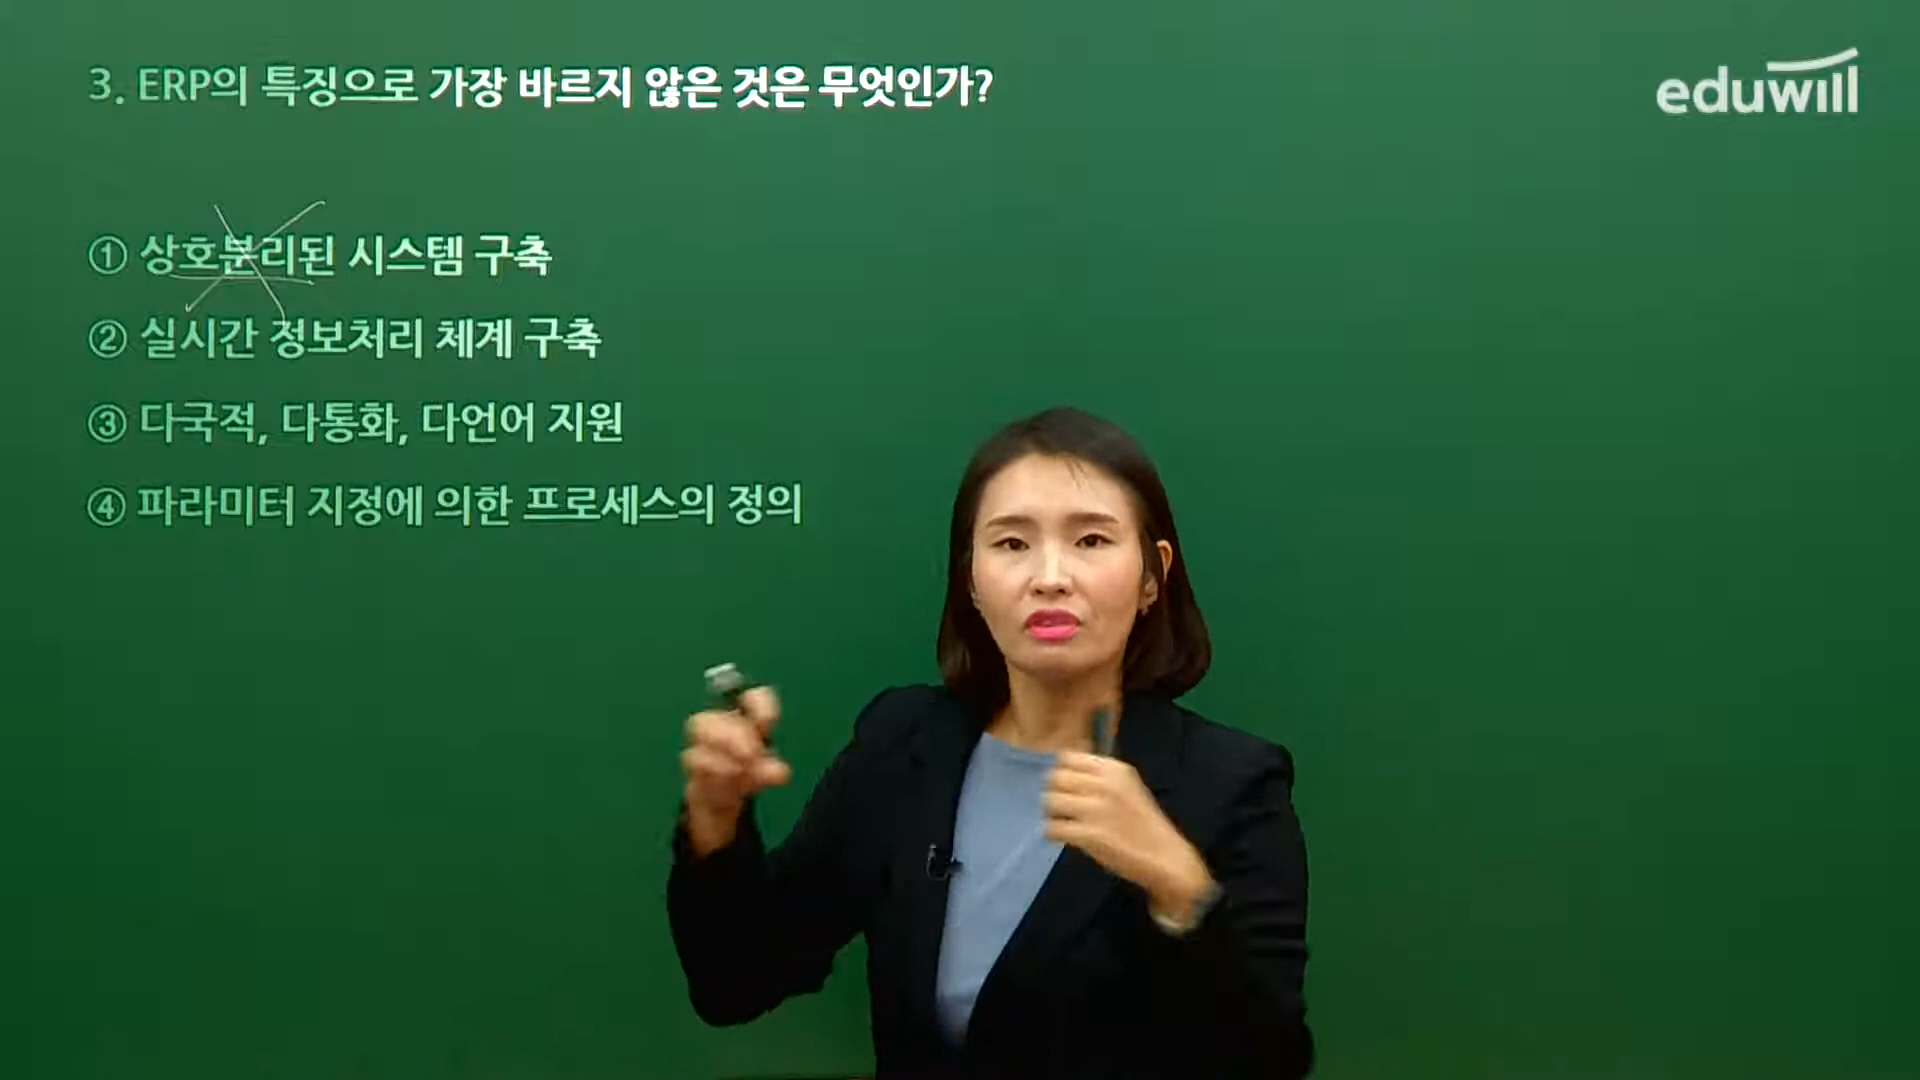 3. ERP의 특징으로 가장 바르지 않은 것은 무엇인가?
eduwill
① 상호분리된 시스템 구축
② 실시간 정보처리 체계 구축
③ 다국적, 다통화, 다언어 지원
④ 파라미터 지정에 의한 프로세스의 정의